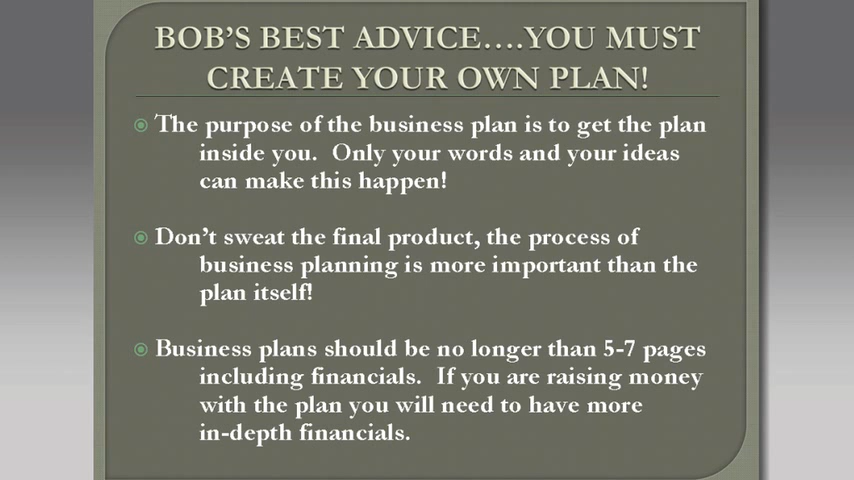 BOB'S BEST ADVICE....YOU MUST
CREATE YOUR OWN PLAN!
The purpose of the business plan is to get the plan
inside you. Only your words and your ideas
can make this happen!
Don't sweat the final product, the process of
business planning is more important than the
plan itself!
Business plans should be no longer than 5-7 pages
including financials. If you are raising money
with the plan you will need to have more
in-depth financials.